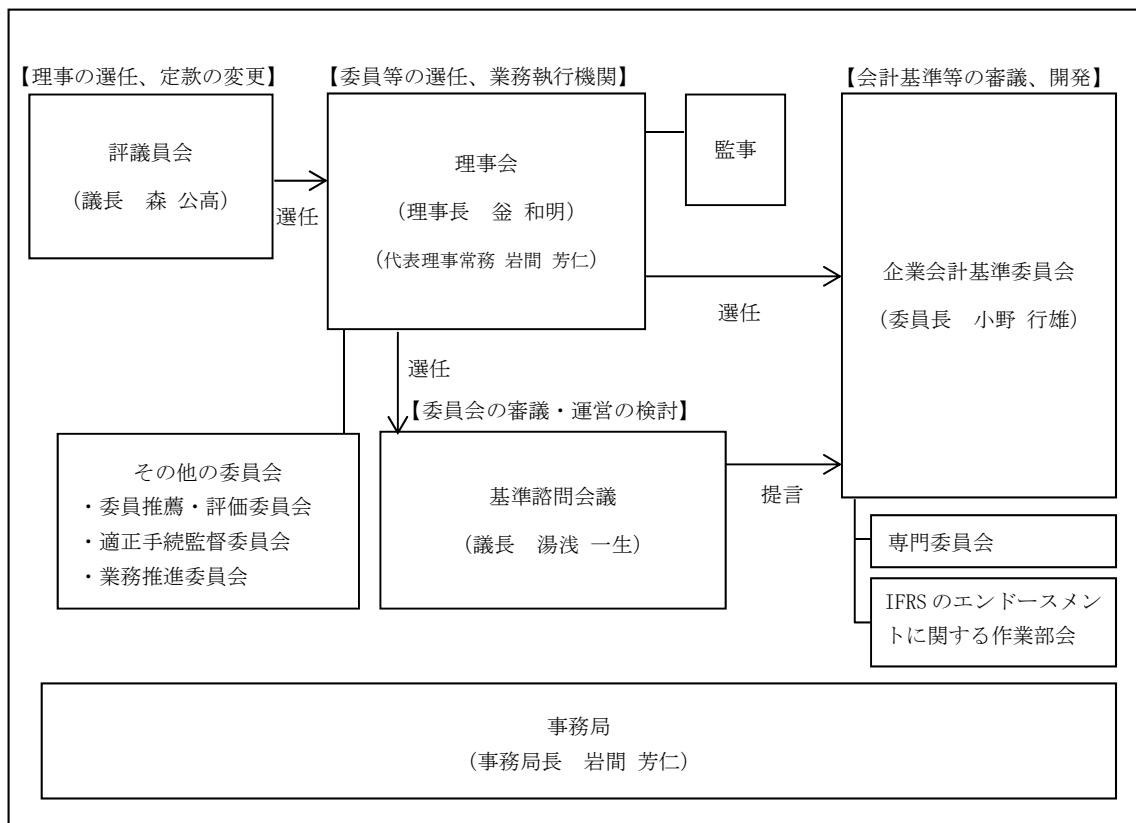 【理事の選任、定款の変更】
【委員等の選任、業務執行機関】
【会計基準等の審議、開発】
評議員会
(議長　森 公高)
選任
理事会
(理事長　釡 和明)
(代表理事常務 岩間 芳仁)
監事
選任
企業会計基準委員会
(委員長　小野 行雄)
選任
【委員会の審議・運営の検討】
その他の委員会
・委員推薦・評価委員会
・適正手続監督委員会
・業務推進委員会
基準諮問会議
(議長　湯浅 一生)
提言
専門委員会
IFRS のエンドースメン
トに関する作業部会
事務局
(事務局長　岩間 芳仁)